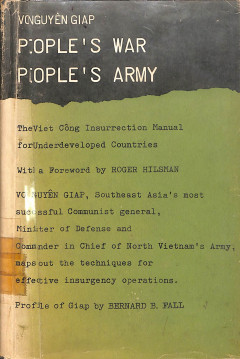 VO NGUYÊN GIAP
PEOPLE'S WAR
PEOPLE'S ARMY
The Viet Công Insurrection Manual
for Underdeveloped Countries
With a Foreword by ROGER HILSMAN
VO NGUYÊN GIAP, Southeast Asia's most
successful Communist general,
Minister of Defense and
Commander in Chief of North Vietnam's Army,
maps out the techniques for
effective insurgency operations.
Profile of Giap by BERNARD B. FALL